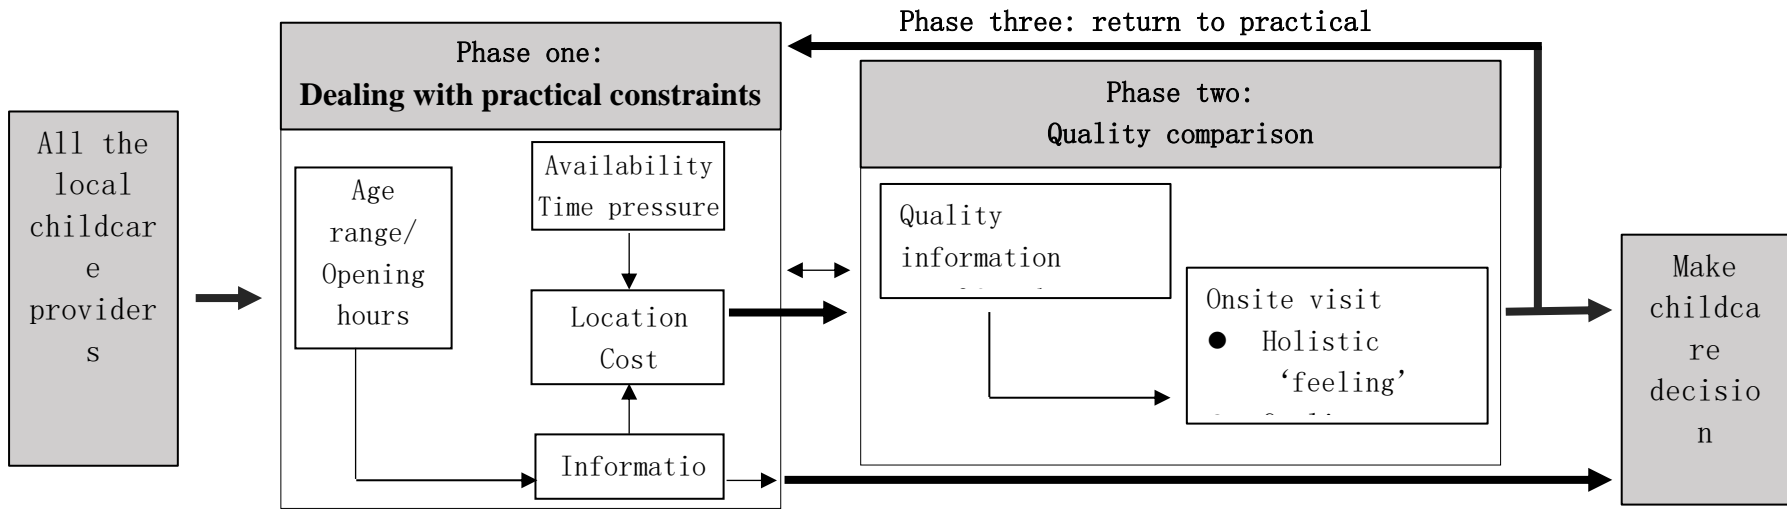 Phase three: return to practical
Phase one:
Dealing with practical constraints
Phase two:
Quality comparison
All the
local
childcar
e
provider
s
Age
range/
Opening
hours
Availability
Time pressure
Location
Cost
Informatio
Quality
information
Onsite visit
● Holistic
‘feeling’
Make
childca
re
decisio
n